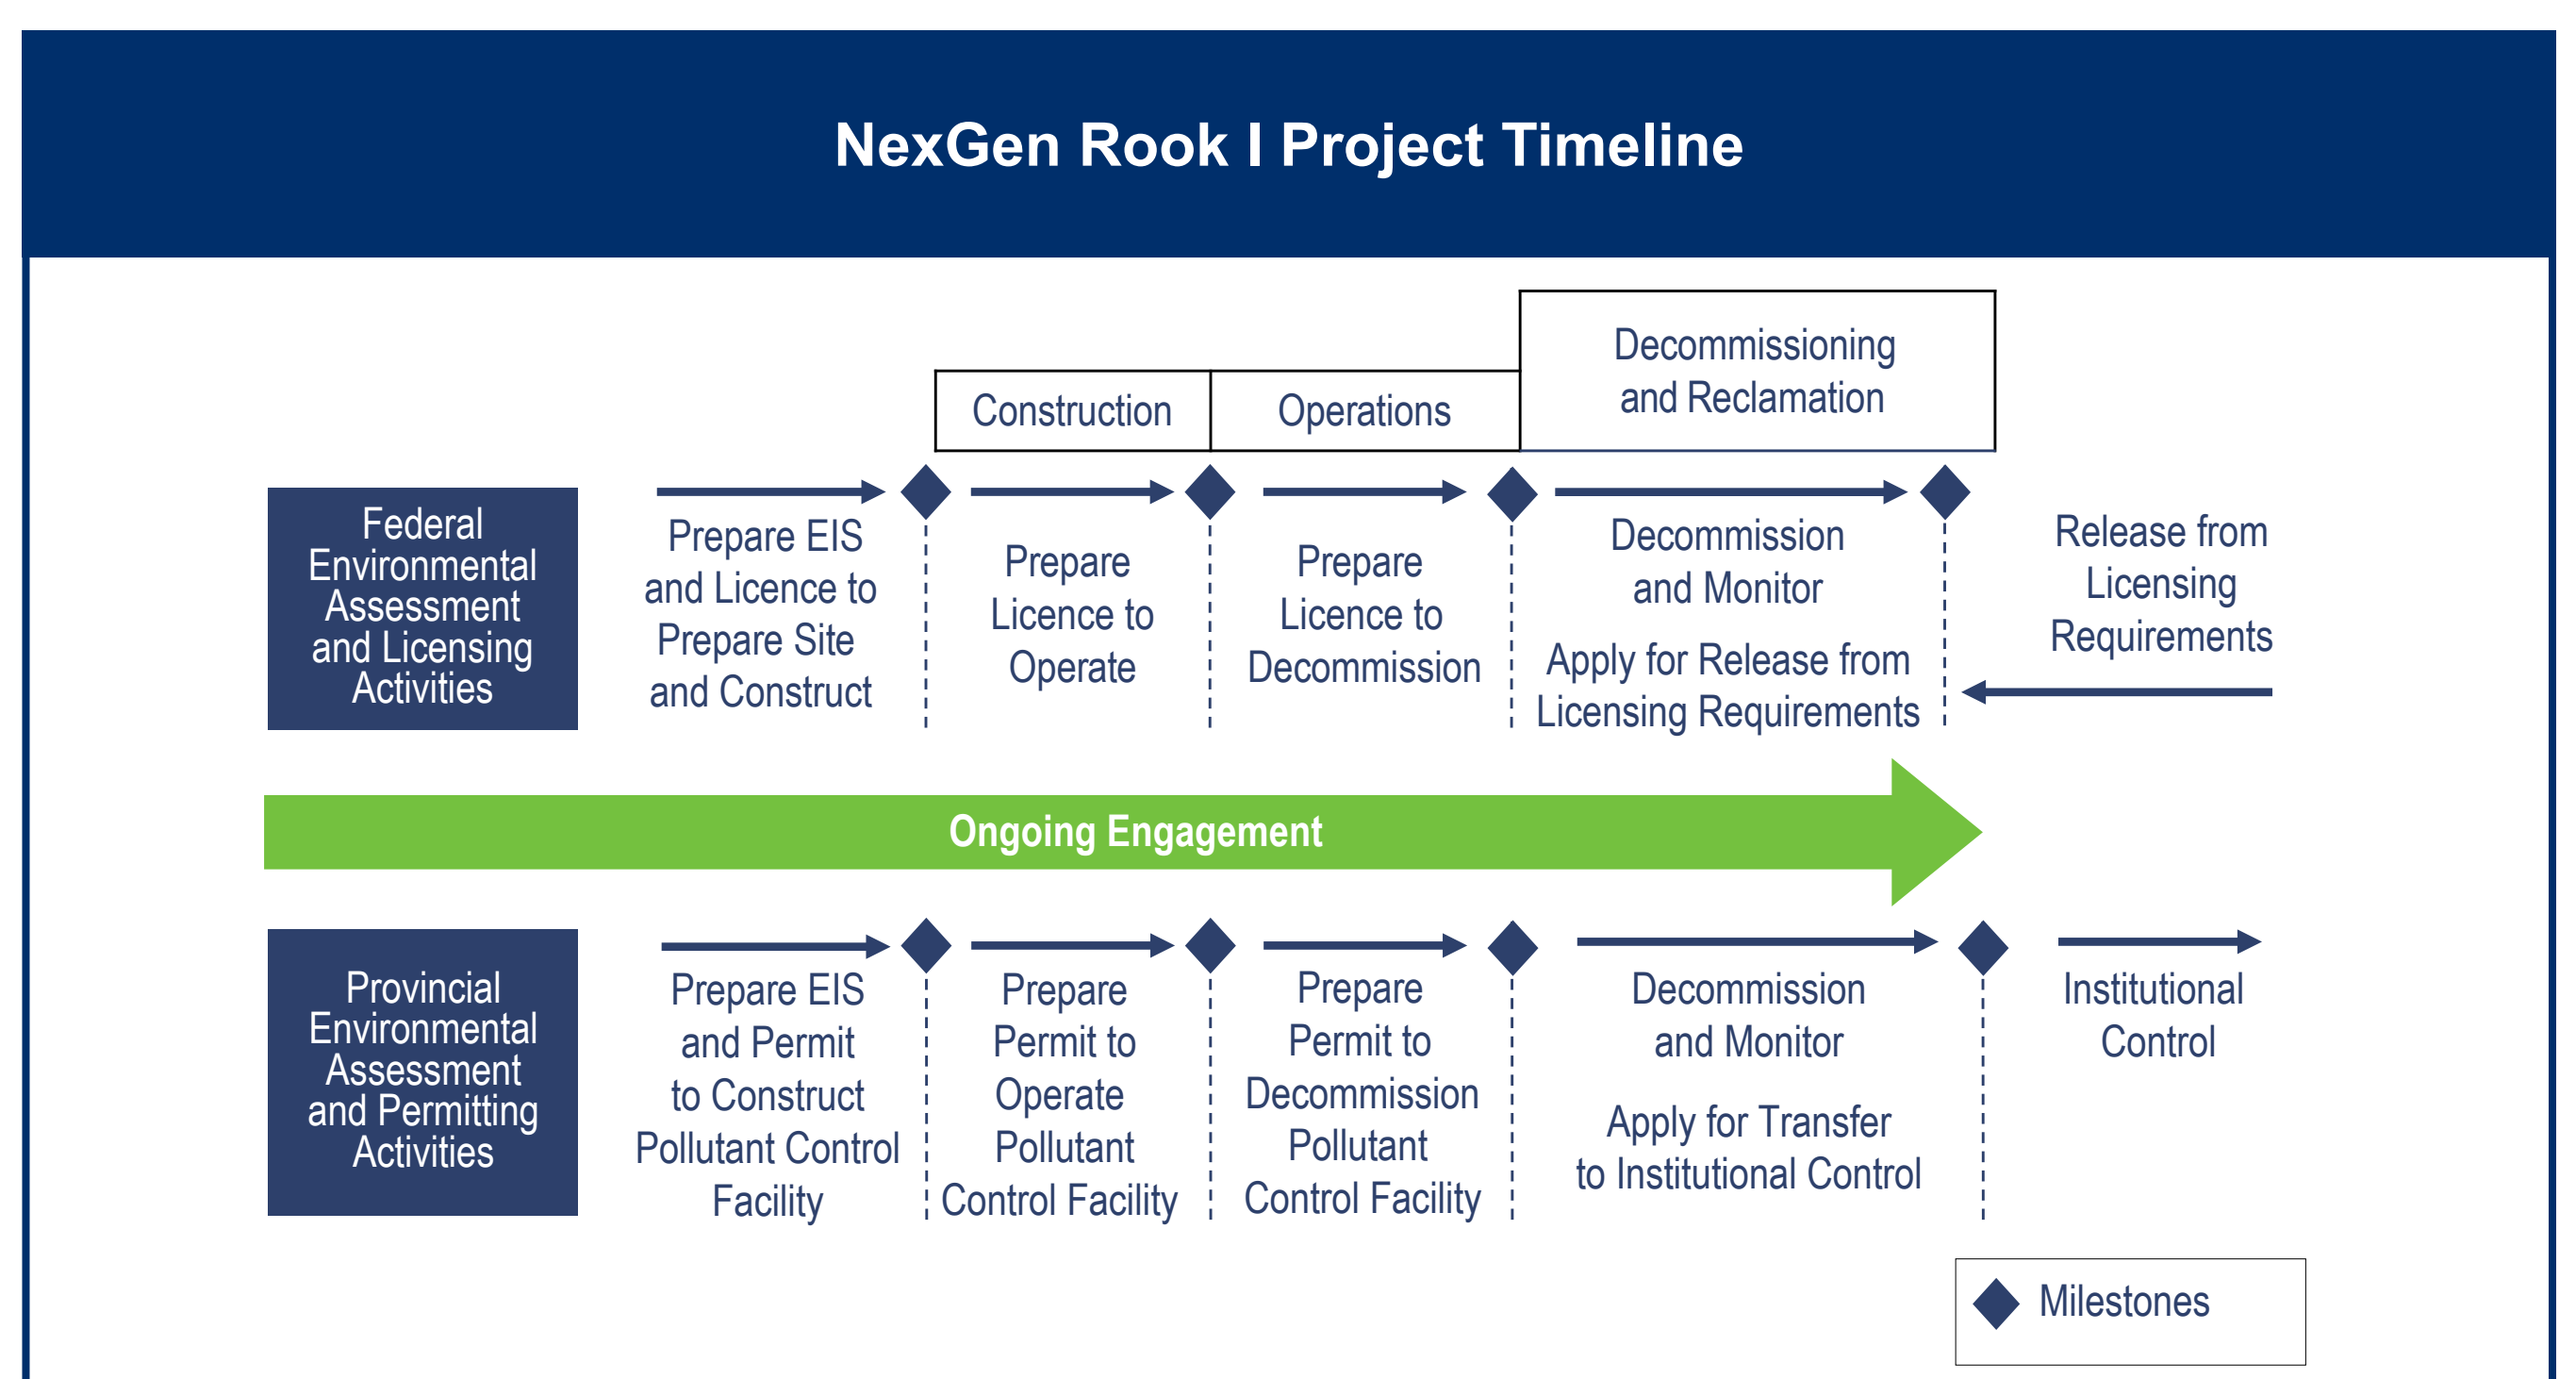 NexGen Rook I Project Timeline
Construction
Operations
Decommissioning
and Reclamation
Federal
Environmental
Assessment
and Licensing
Activities
Prepare EIS
and Licence to
Prepare Site
and Construct
Prepare
Licence to
Operate
Prepare
Licence to
Decommission
Decommission
and Monitor
Apply for Release from
Licensing Requirements
Release from
Licensing
Requirements
Ongoing Engagement
Provincial
Environmental
Assessment
and Permitting
Activities
Prepare EIS
and Permit
to Construct
Pollutant Control
Facility
Prepare
Permit to
Operate
Pollutant
Control Facility
Prepare
Permit to
Decommission
Pollutant
Control Facility
Decommission
and Monitor
Apply for Transfer
to Institutional Control
Institutional
Control
Milestones